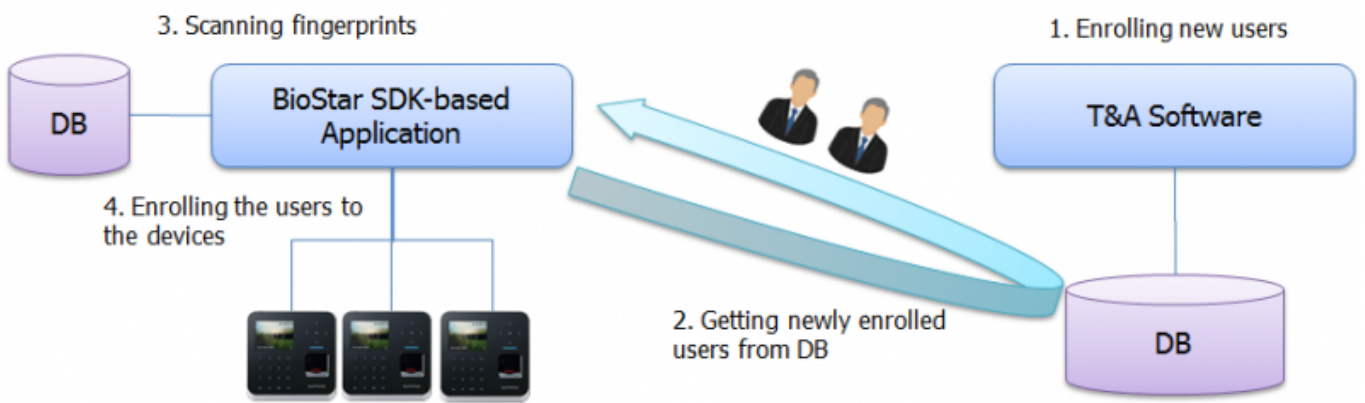 3. Scanning fingerprints
1. Enrolling new users
DB
BioStar SDK-based
Application
T&A Software
4. Enrolling the users to
the devices
2. Getting newly enrolled
users from DB
DB